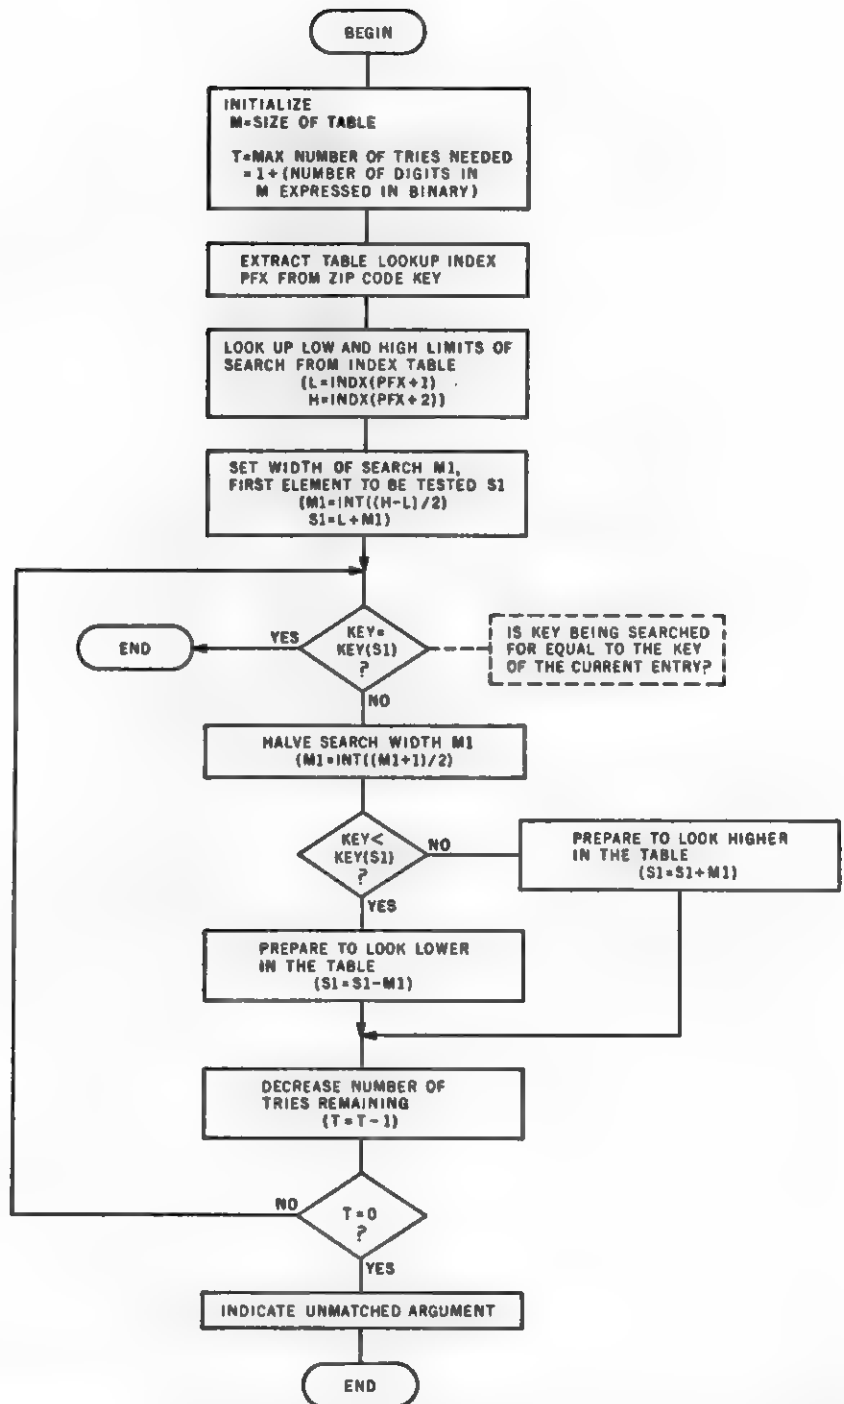 BEGIN
INITIALIZE
M=SIZE OF TABLE
T=MAX NUMBER OF TRIES NEEDED
=1+(NUMBER OF DIGITS IN
M EXPRESSED IN BINARY)
EXTRACT TABLE LOOKUP INDEX
PFX FROM ZIP CODE KEY
LOOK UP LOW AND HIGH LIMITS OF
SEARCH FROM INDEX TABLE
(L=INDX(PFX+1)
H=INDX(PFX+2))
SET WIDTH OF SEARCH M1,
FIRST ELEMENT TO BE TESTED S1
(M1=INT((H-L)/2)
S1=L+M1)
END
YES
KEY=
KEY(S1)
?
IS KEY BEING SEARCHED
FOR EQUAL TO THE KEY
OF THE CURRENT ENTRY?
NO
HALVE SEARCH WIDTH M1
(M1=INT((M1+1)/2)
KEY<
KEY(S1)
?
NO
PREPARE TO LOOK HIGHER
IN THE TABLE
(S1=S1+M1)
YES
PREPARE TO LOOK LOWER
IN THE TABLE
(S1=S1-M1)
DECREASE NUMBER OF
TRIES REMAINING
(T=T-1)
NO
T=0
?
YES
INDICATE UNMATCHED ARGUMENT
END